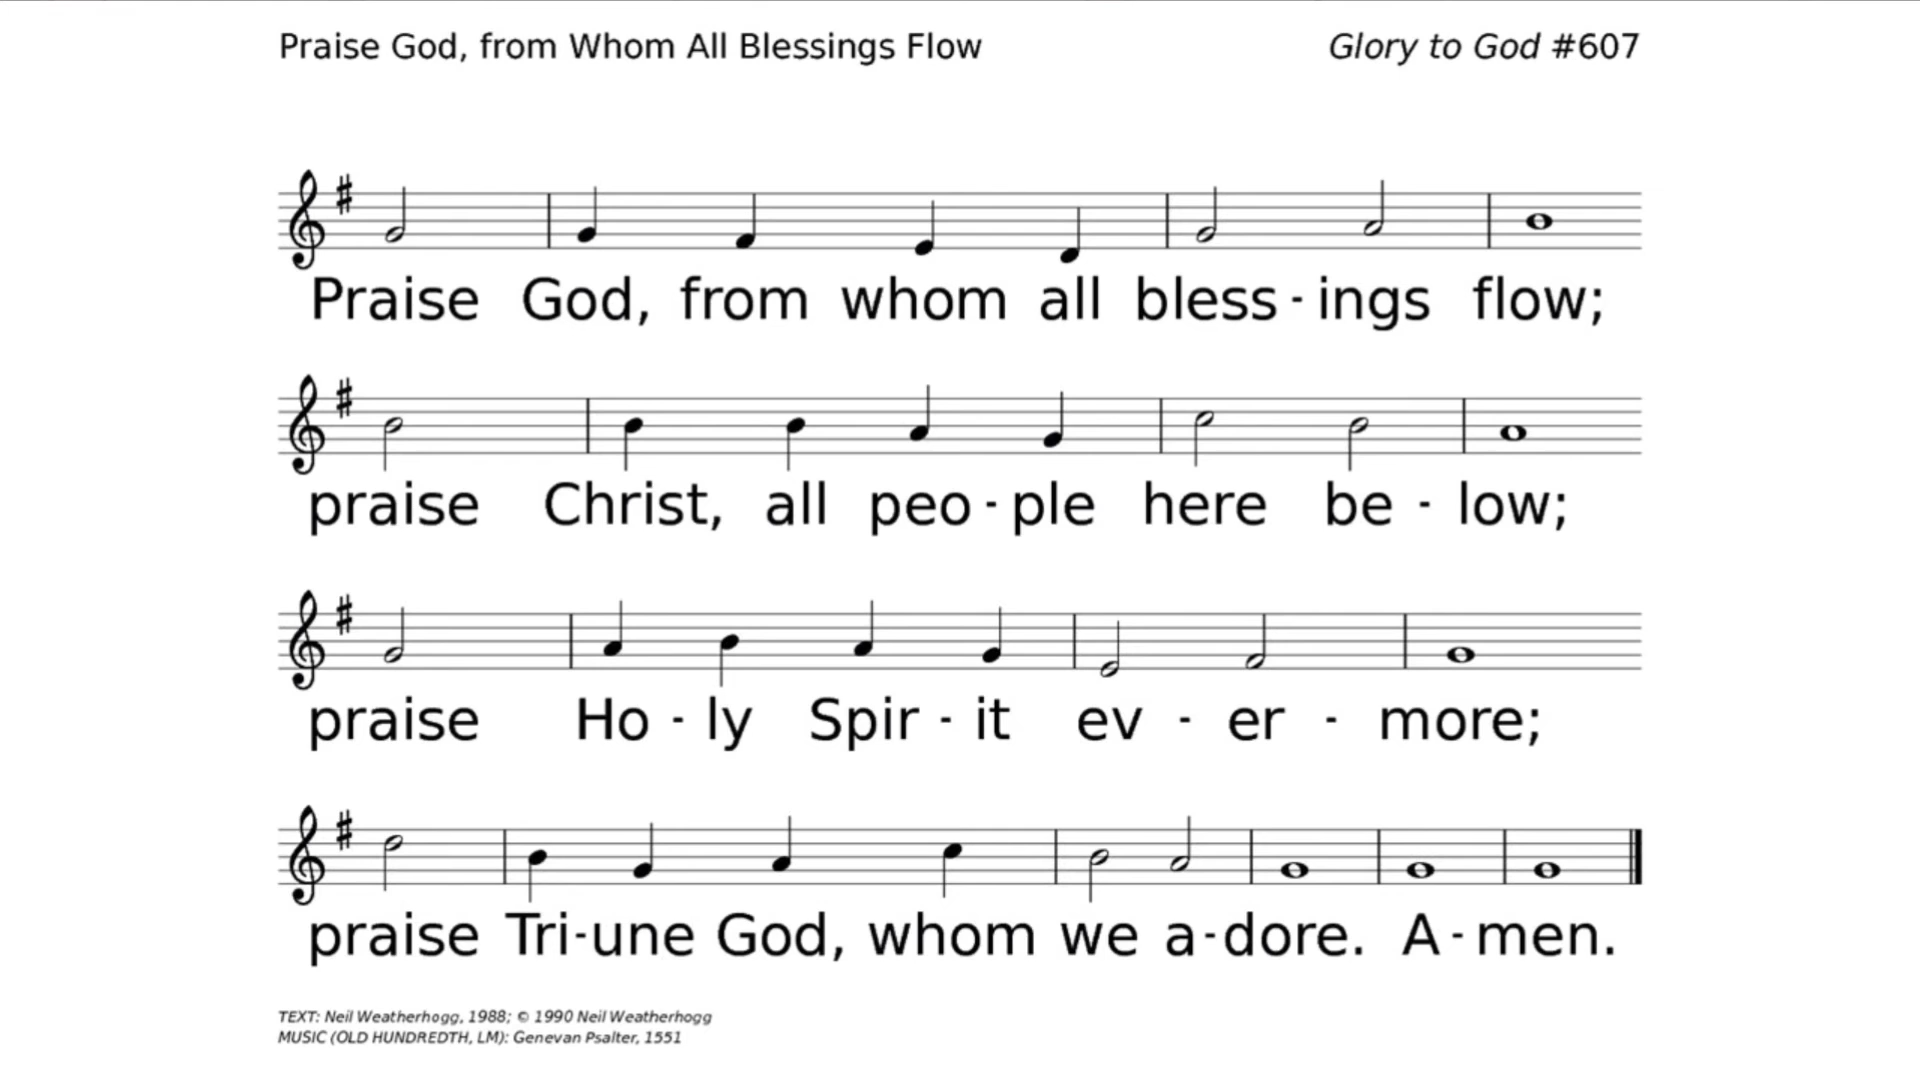 Praise God, from Whom All Blessings Flow Glory to God #607
Praise God, from whom all bless - ings flow;
praise Christ, all peo - ple here be - low;
praise Ho - ly Spir - it ev - er - more;
praise Tri-une God, whom we a-dore. A-men.
TEXT: Neil Weatherhogg, 1988; © 1990 Neil Weatherhogg
MUSIC (OLD HUNDREDTH, LM): Genevan Psalter, 1551